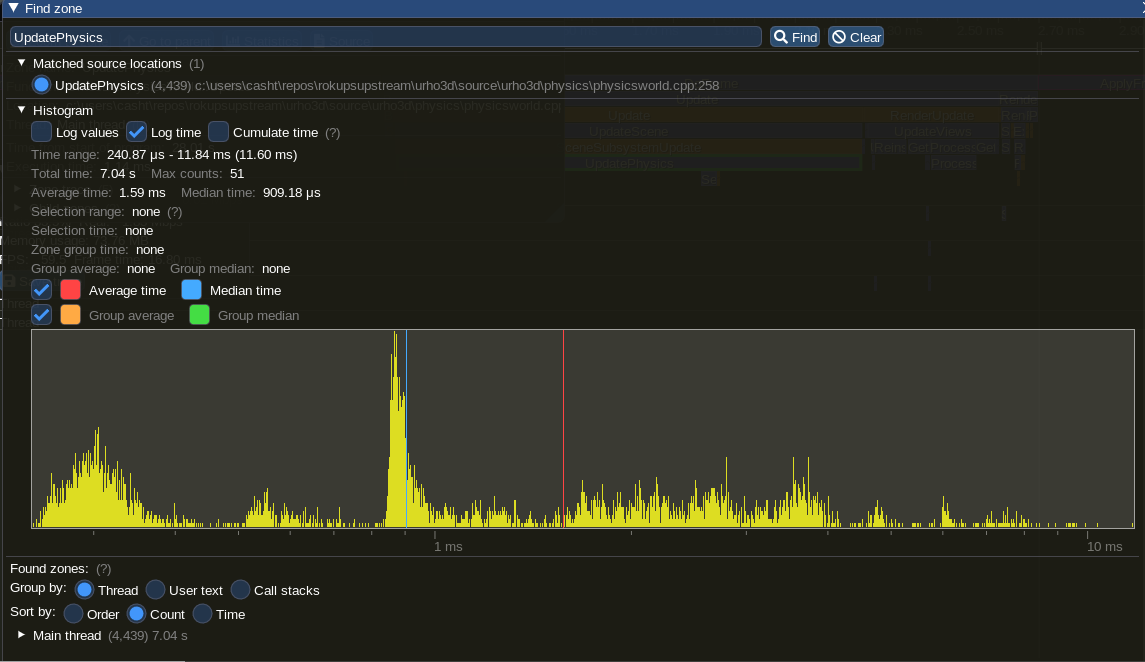 Find zone
UpdatePhysics Find Clear
Matched source locations (1)
UpdatePhysics (4,439) c:\users\casht\repos\rokupsupstream\urho3d\source\urho3d\physics\physicsworld.cpp:258
Histogram
Log values Log time Cumulate time (?)
Time range: 240.87 µs - 11.84 ms (11.60 ms)
Total time: 7.04 s Max counts: 51
Average time: 1.59 ms Median time: 909.18 µs
Selection range: none (?)
Selection time: none
Zone group time: none
Group average: none Group median: none
Average time Median time
Group average Group median
1 ms 10 ms
Found zones: (?)
Group by: Thread User text Call stacks
Sort by: Order Count Time
Main thread (4,439) 7.04 s